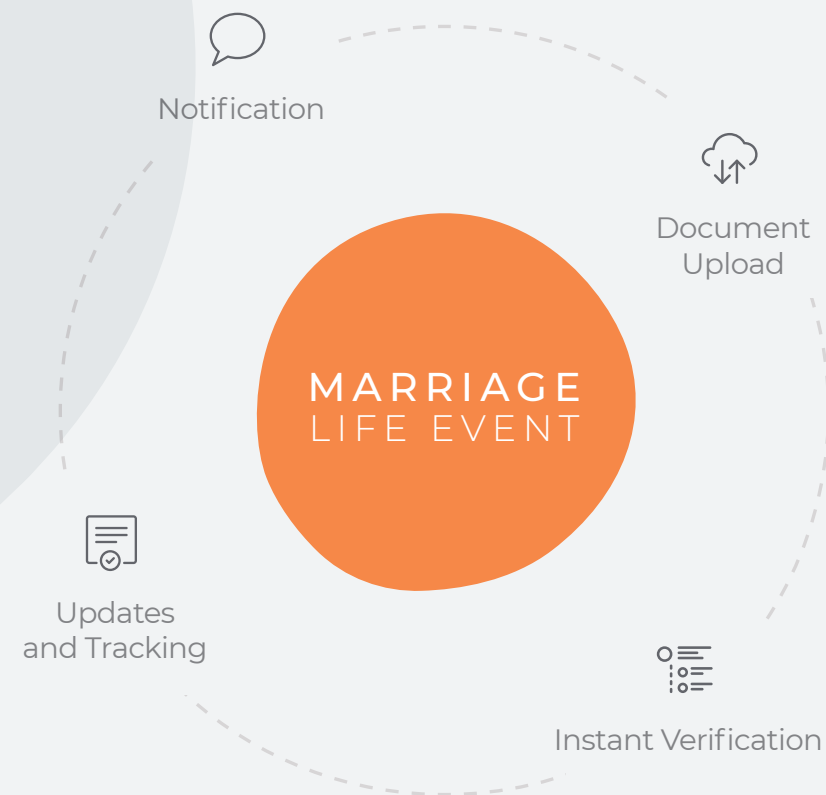 Notification
Document
Upload
MARRIAGE
LIFE EVENT
Updates
and Tracking
Instant Verification